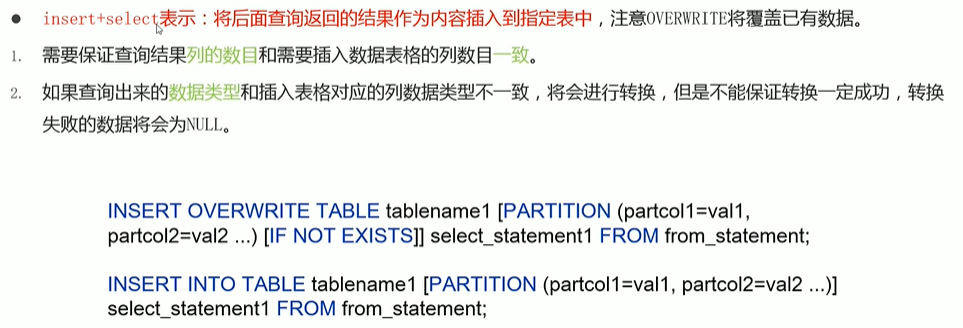 ● insert+select表示：将后面查询返回的结果作为内容插入到指定表中，注意OVERWRITE将覆盖已有数据。
1. 需要保证查询结果列的数目和需要插入数据表格的列数目一致。
2. 如果查询出来的数据类型和插入表格对应的列数据类型不一致，将会进行转换，但是不能保证转换一定成功，转换
失败的数据将会为NULL。
INSERT OVERWRITE TABLE tablename1 [PARTITION (partcol1=val1,
partcol2=val2 ...) [IF NOT EXISTS]] select_statement1 FROM from_statement;
INSERT INTO TABLE tablename1 [PARTITION (partcol1=val1, partcol2=val2 ...)]
select_statement1 FROM from_statement;